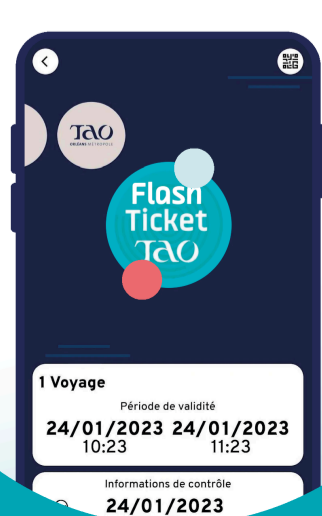 TAO
ORLÉANS MÉTROPOLE
Flash
Ticket
TAO
1 Voyage
Période de validité
24/01/2023 24/01/2023
10:23 11:23
Informations de contrôle
24/01/2023